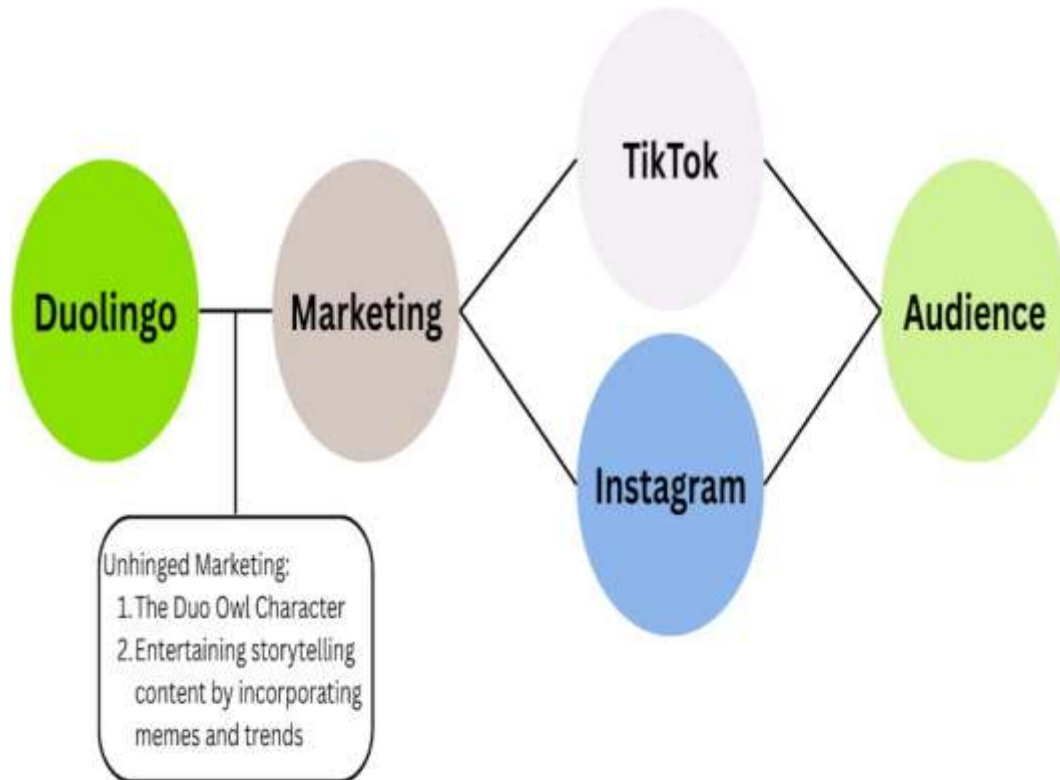 TikTok
Duolingo
Marketing
Audience
Instagram
Unhinged Marketing:
1.The Duo Owl Character
2.Entertaining storytelling
content by incorporating
memes and trends